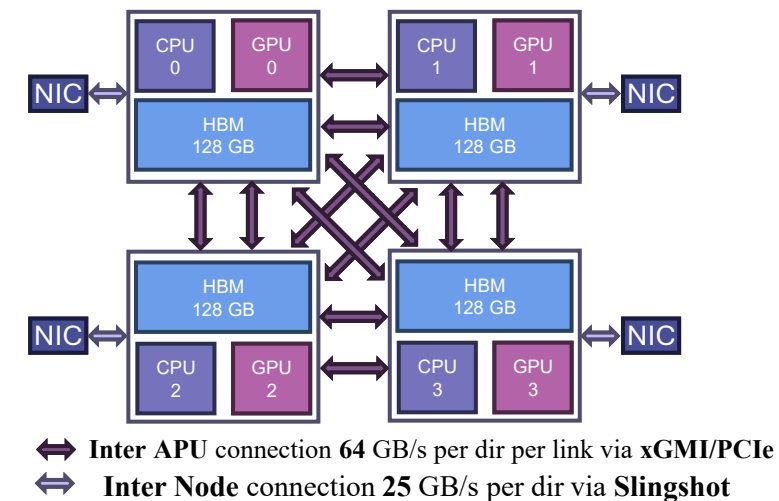 CPU
0
GPU
0
CPU
1
GPU
1
NIC
NIC
HBM
128 GB
HBM
128 GB
HBM
128 GB
HBM
128 GB
NIC
NIC
CPU
2
GPU
2
CPU
3
GPU
3
Inter APU connection 64 GB/s per dir per link via xGMI/PCIe
Inter Node connection 25 GB/s per dir via Slingshot